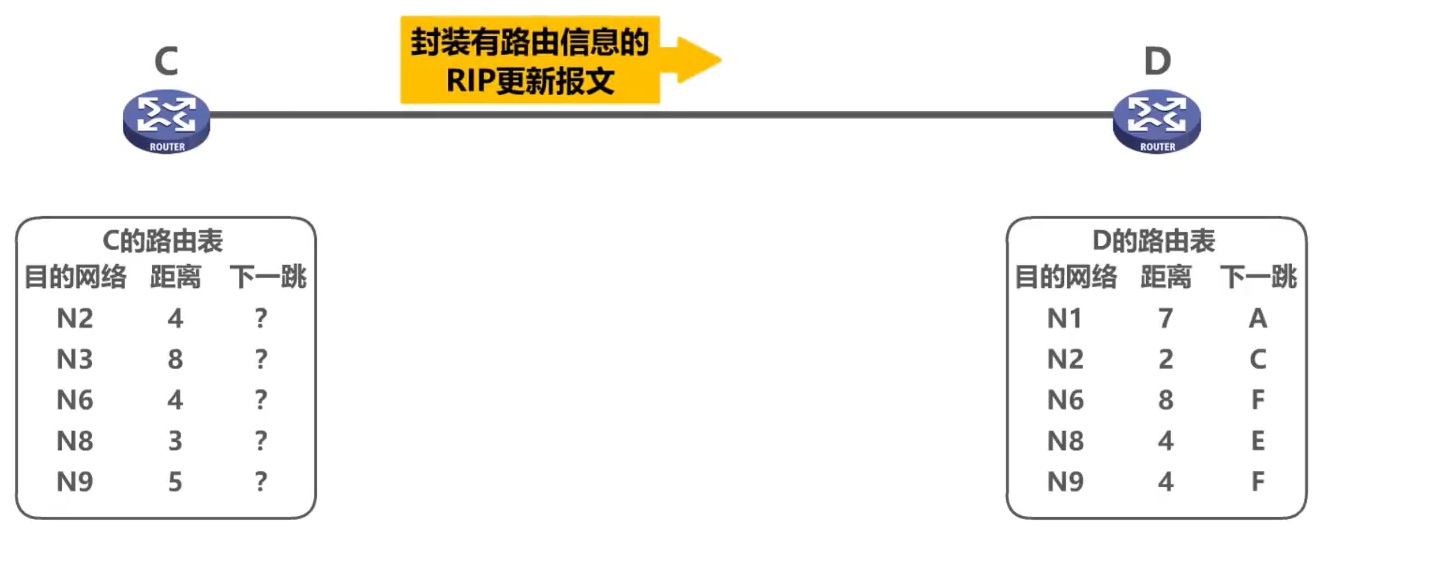 封装有路由信息的
RIP更新报文
C
D
ROUTER
ROUTER
C的路由表
目的网络 距离 下一跳
N2 4 ?
N3 8 ?
N6 4 ?
N8 3 ?
N9 5 ?
D的路由表
目的网络 距离 下一跳
N1 7 A
N2 2 C
N6 8 F
N8 4 E
N9 4 F